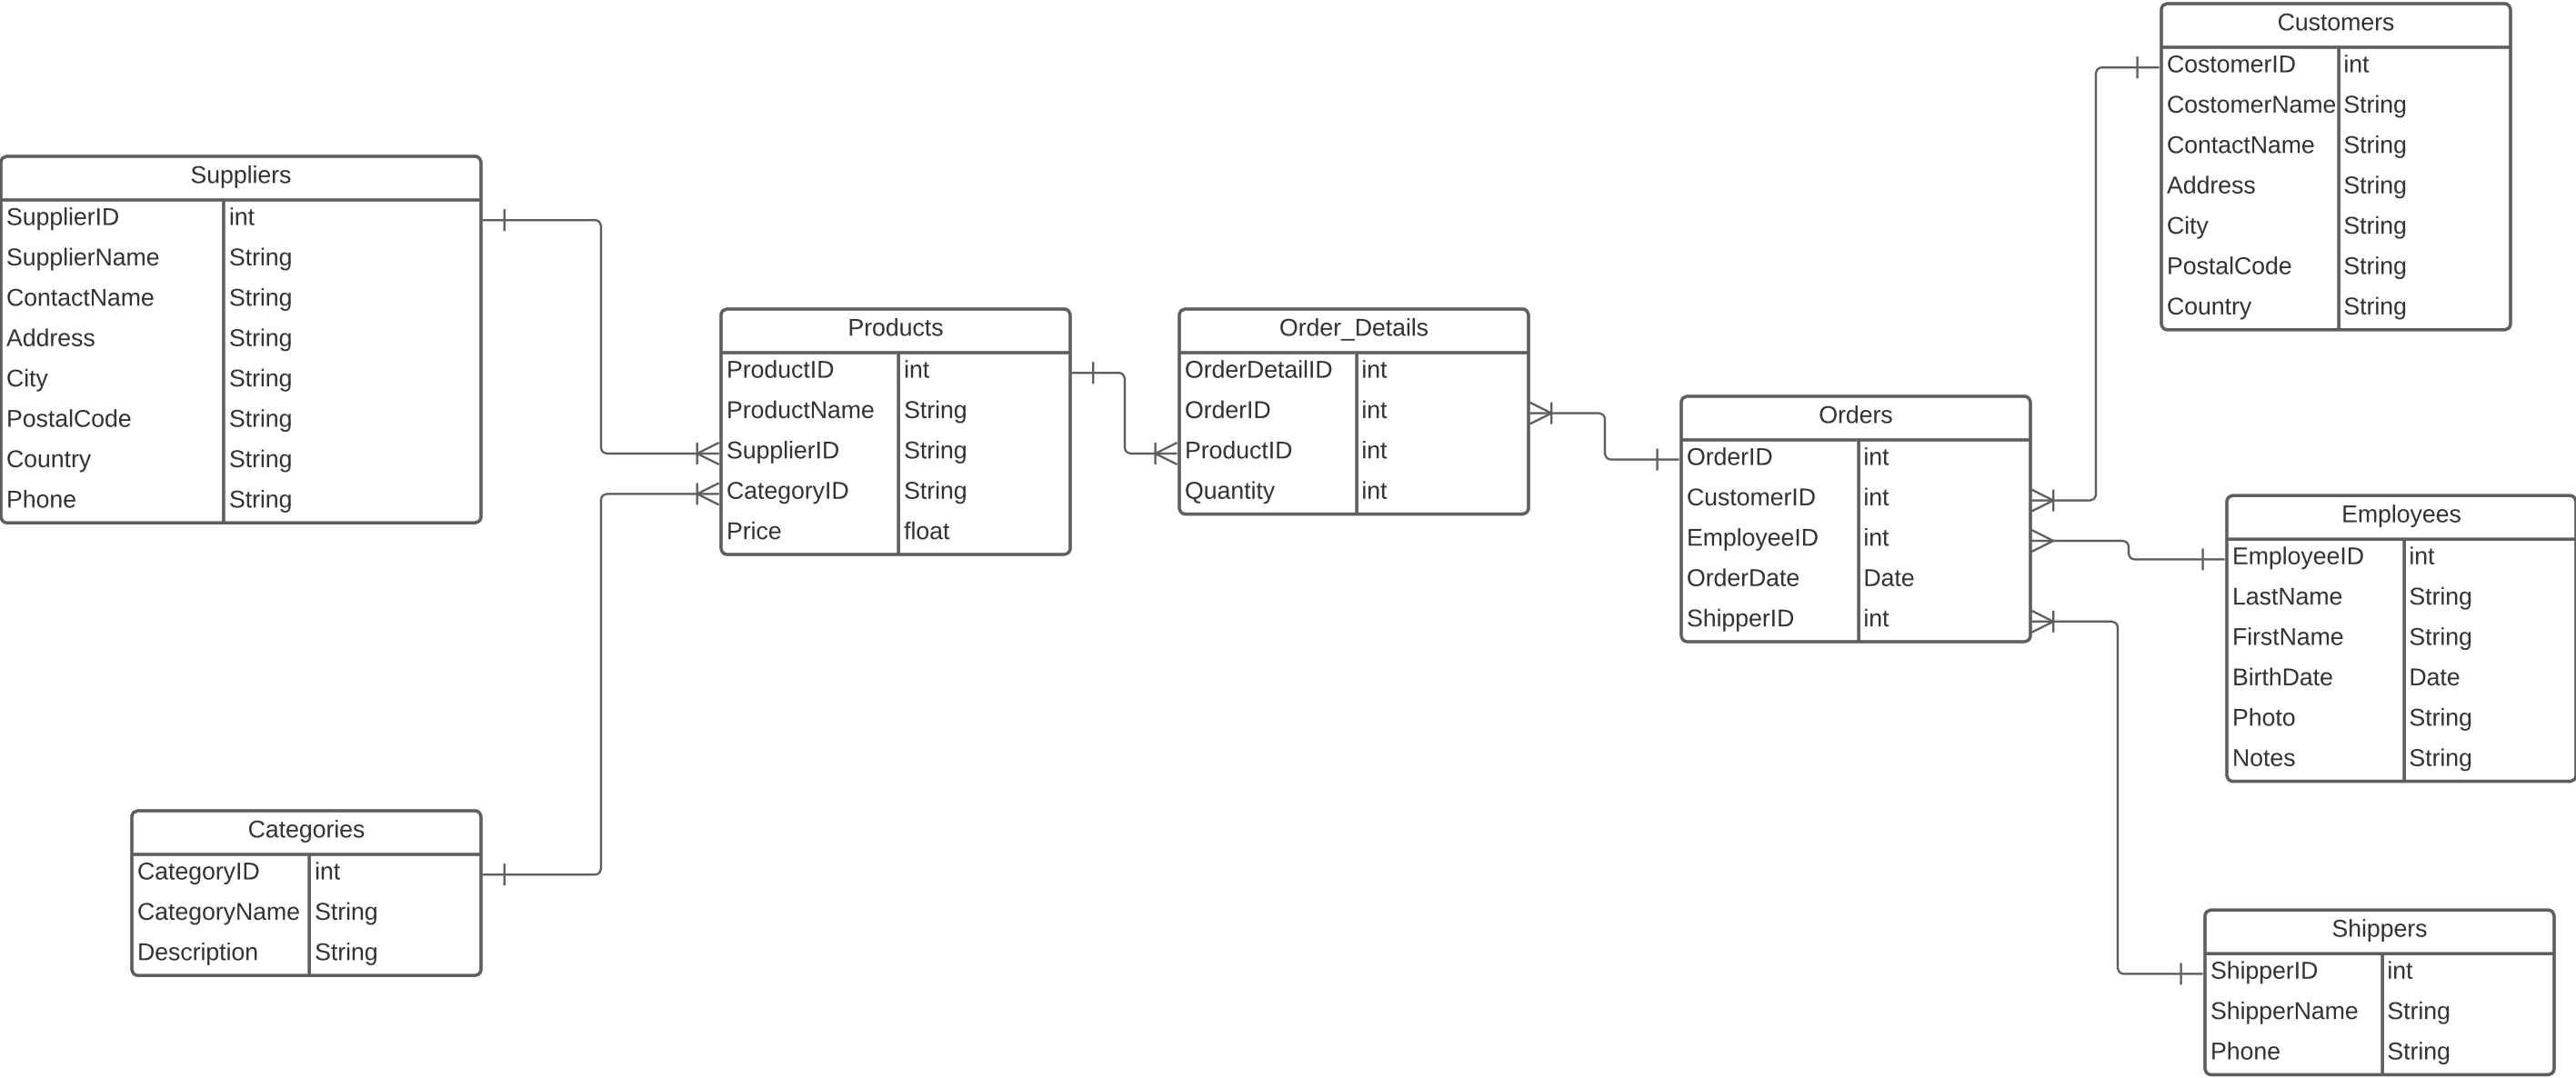 Suppliers
SupplierID int
SupplierName String
ContactName String
Address String
City String
PostalCode String
Country String
Phone String
Categories
CategoryID int
CategoryName String
Description String
Products
ProductID int
ProductName String
SupplierID String
CategoryID String
Price float
Order_Details
OrderDetailID int
OrderID int
ProductID int
Quantity int
Orders
OrderID int
CustomerID int
EmployeeID int
OrderDate Date
ShipperID int
Customers
CostomerID int
CostomerName String
ContactName String
Address String
City String
PostalCode String
Country String
Employees
EmployeeID int
LastName String
FirstName String
BirthDate Date
Photo String
Notes String
Shippers
ShipperID int
ShipperName String
Phone String